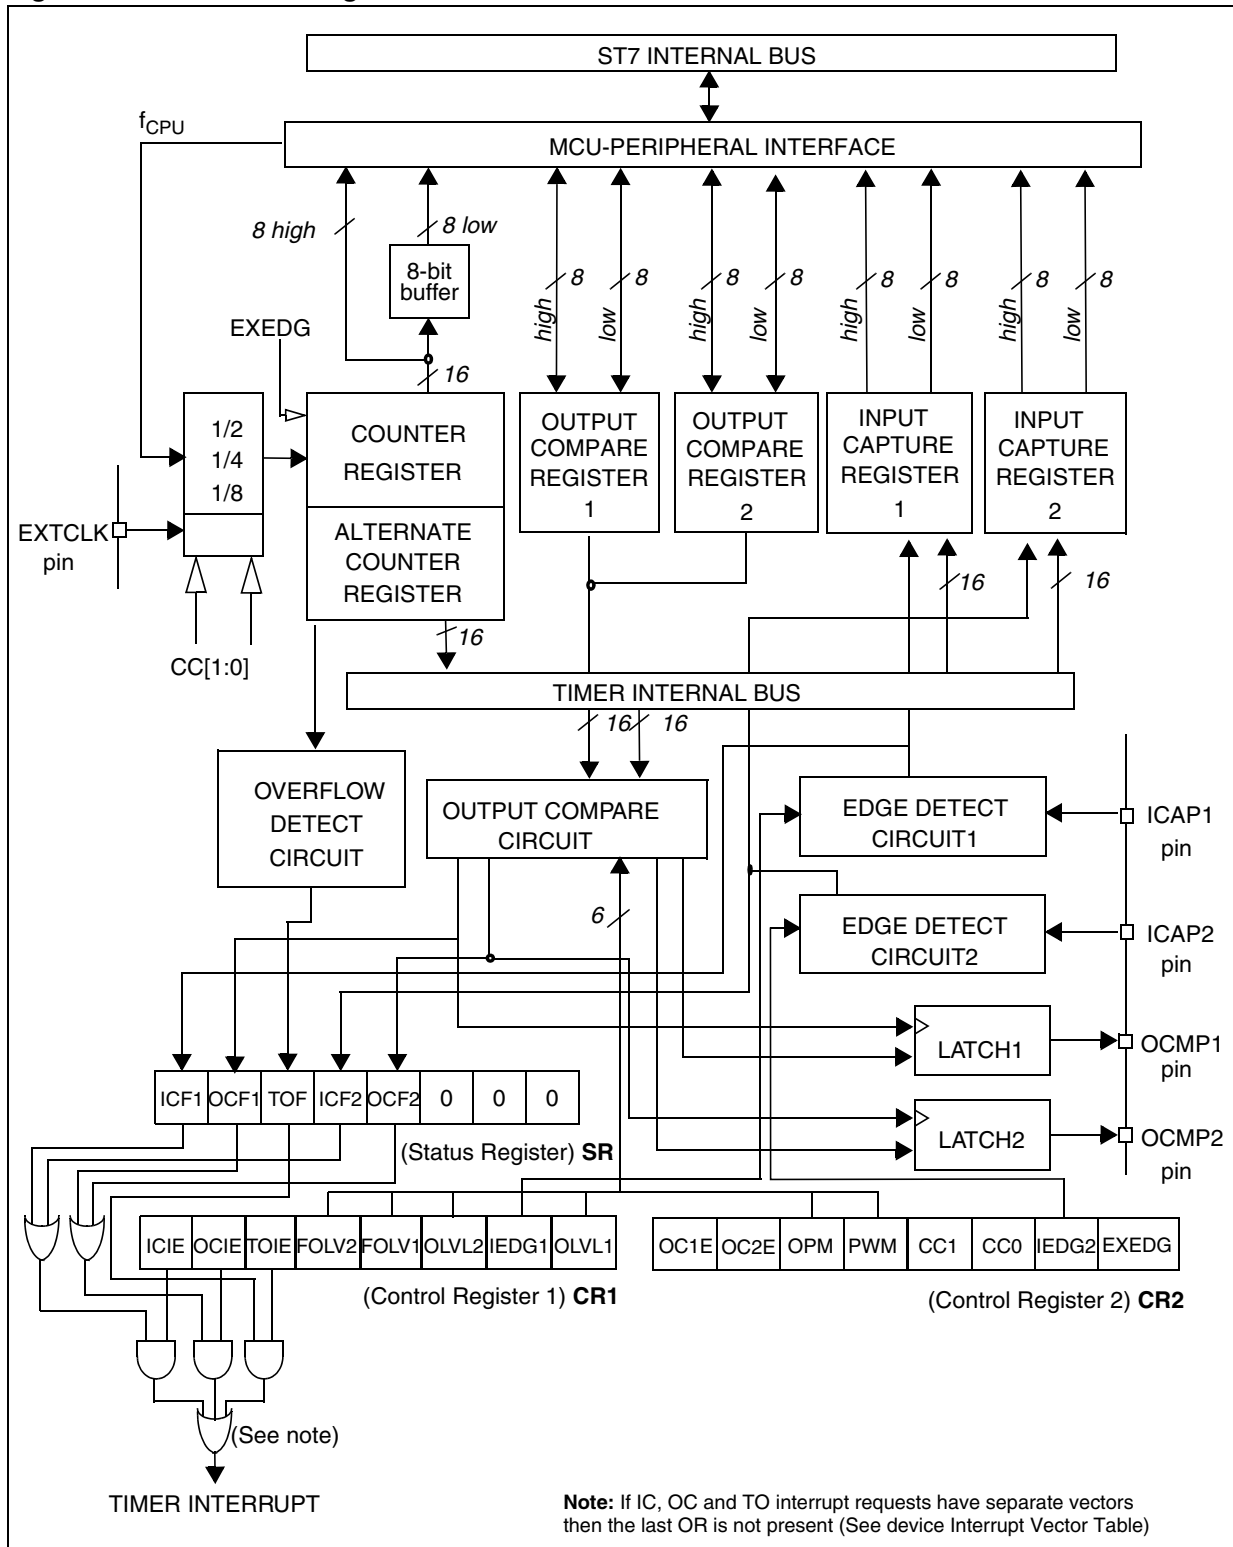 ST7 INTERNAL BUS
fCPU
MCU-PERIPHERAL INTERFACE
8 high
8 low
8-bit
buffer
8 8 8 8 8 8 8 8
high low high low high low high low
EXEDG
16
1/2
1/4
1/8
COUNTER
REGISTER
ALTERNATE
COUNTER
REGISTER
OUTPUT
COMPARE
REGISTER
1
OUTPUT
COMPARE
REGISTER
2
INPUT
CAPTURE
REGISTER
1
INPUT
CAPTURE
REGISTER
2
EXTCLK
pin
16
16
16
CC[1:0]
TIMER INTERNAL BUS
16 16
OVERFLOW
DETECT
CIRCUIT
OUTPUT COMPARE
CIRCUIT
EDGE DETECT
CIRCUIT1
ICAP1
pin
6
EDGE DETECT
CIRCUIT2
ICAP2
pin
LATCH1
OCMP1
pin
ICF1 OCF1 TOF ICF2 OCF2 0 0 0
(Status Register) SR
LATCH2
OCMP2
pin
ICIE OCIE TOIE FOLV2 FOLV1 OLVL2 IEDG1 OLVL1
(Control Register 1) CR1
OC1E OC2E OPM PWM CC1 CC0 IEDG2 EXEDG
(Control Register 2) CR2
(See note)
TIMER INTERRUPT
Note: If IC, OC and TO interrupt requests have separate vectors
then the last OR is not present (See device Interrupt Vector Table)